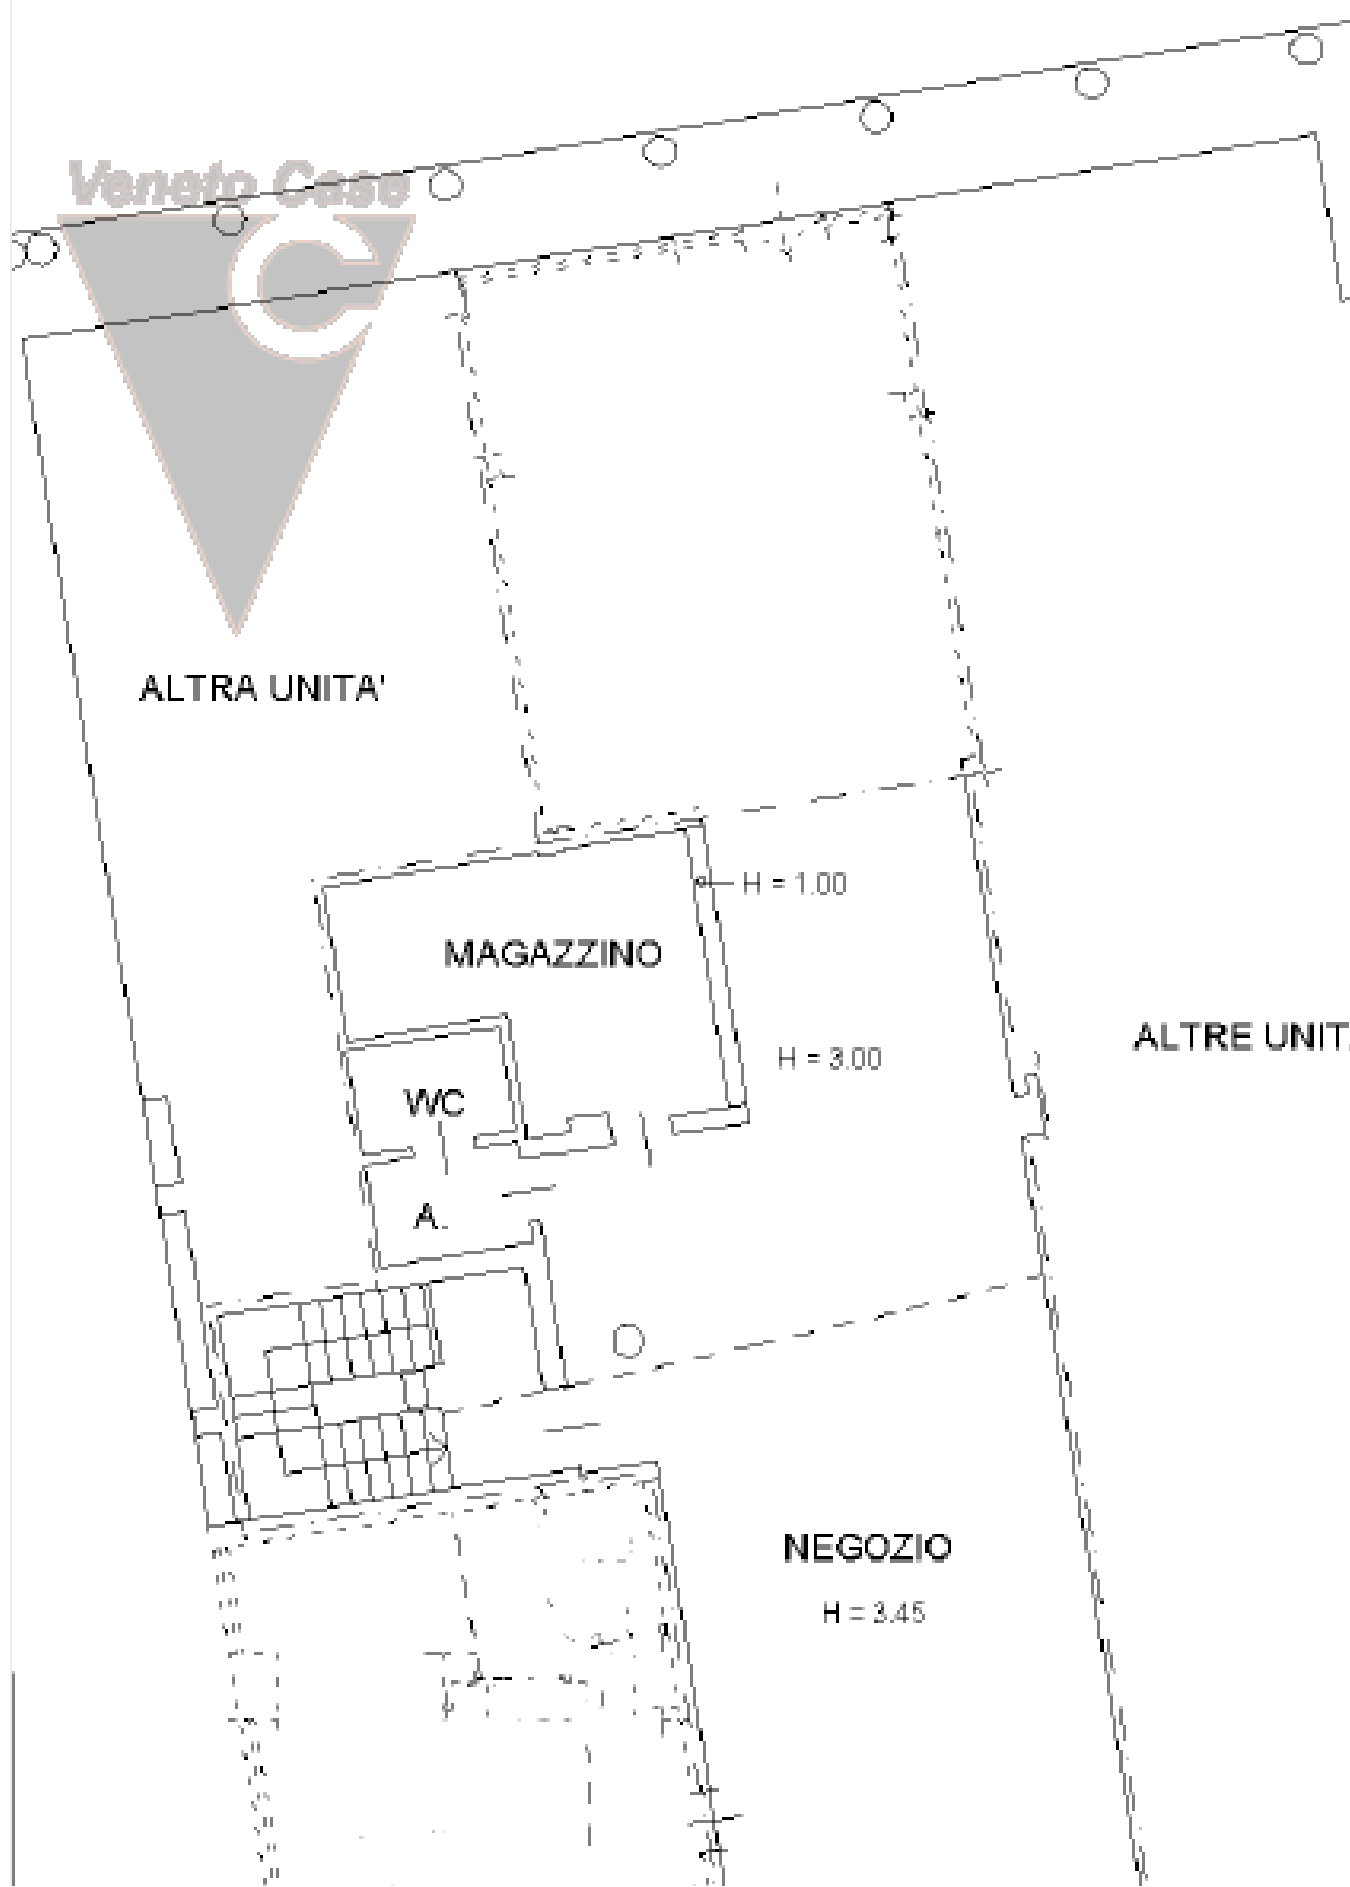 Veneto Case
ALTRA UNITA'
H = 1.00
MAGAZZINO
ALTRE UNIT
H = 3.00
WC
A.
NEGOZIO
H = 3.45